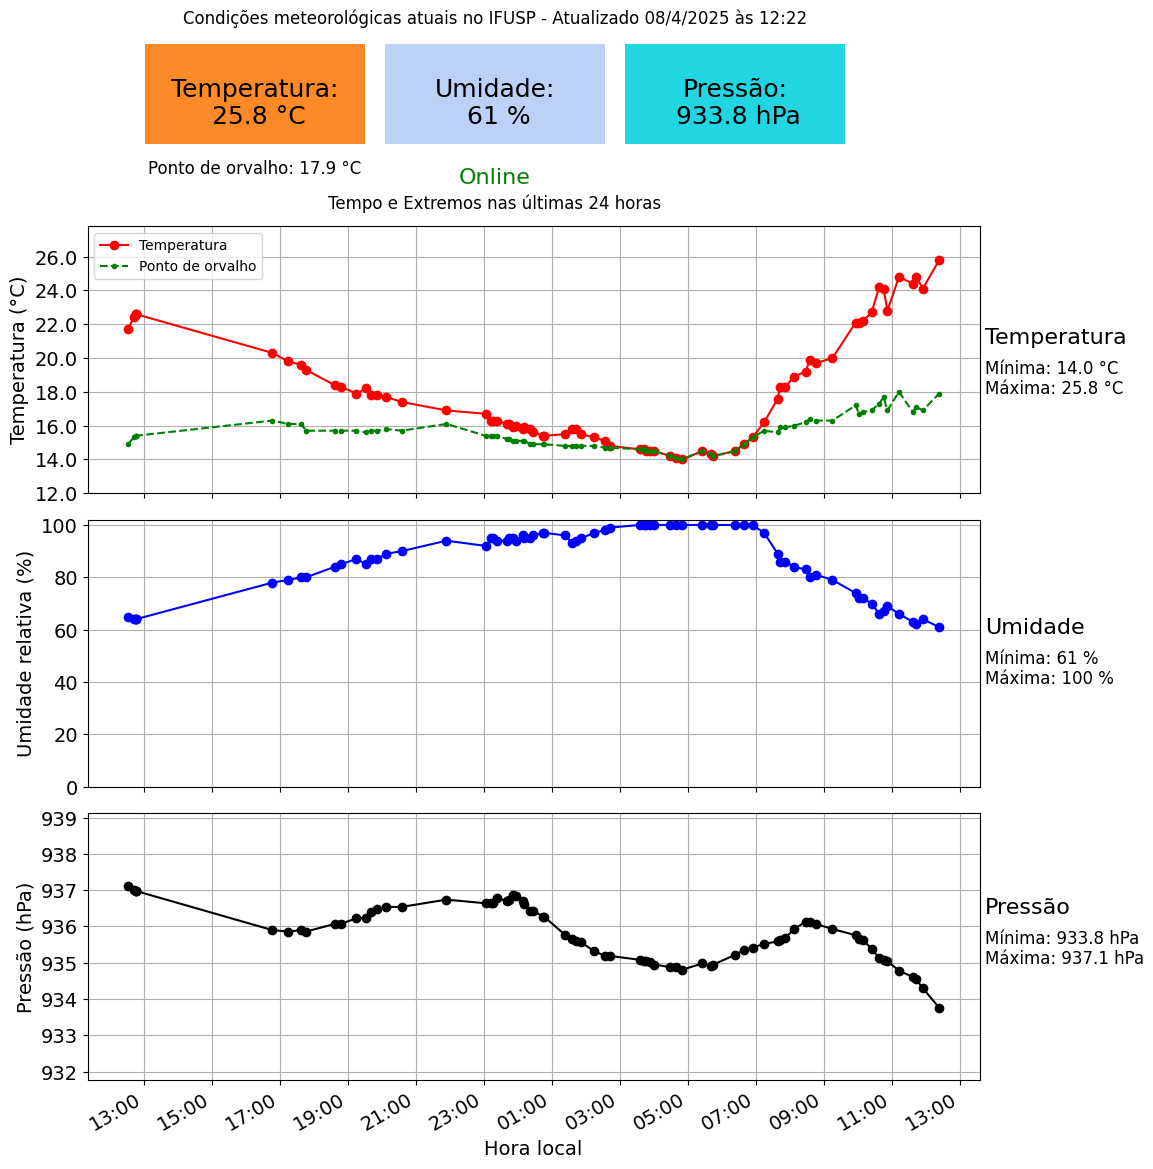 Condições meteorológicas atuais no IFUSP - Atualizado 08/4/2025 às 12:22
Temperatura:
25.8 °C
Umidade:
61 %
Pressão:
933.8 hPa
Ponto de orvalho: 17.9 °C
Online
Tempo e Extremos nas últimas 24 horas
Temperatura (°C)
26.0
24.0
22.0
20.0
18.0
16.0
14.0
12.0
Temperatura
Ponto de orvalho
Temperatura
Mínima: 14.0 °C
Máxima: 25.8 °C
Umidade relativa (%)
100
80
60
40
20
0
Umidade
Mínima: 61 %
Máxima: 100 %
Pressão (hPa)
939
938
937
936
935
934
933
932
Pressão
Mínima: 933.8 hPa
Máxima: 937.1 hPa
13:00 15:00 17:00 19:00 21:00 23:00 01:00 03:00 05:00 07:00 09:00 11:00 13:00
Hora local